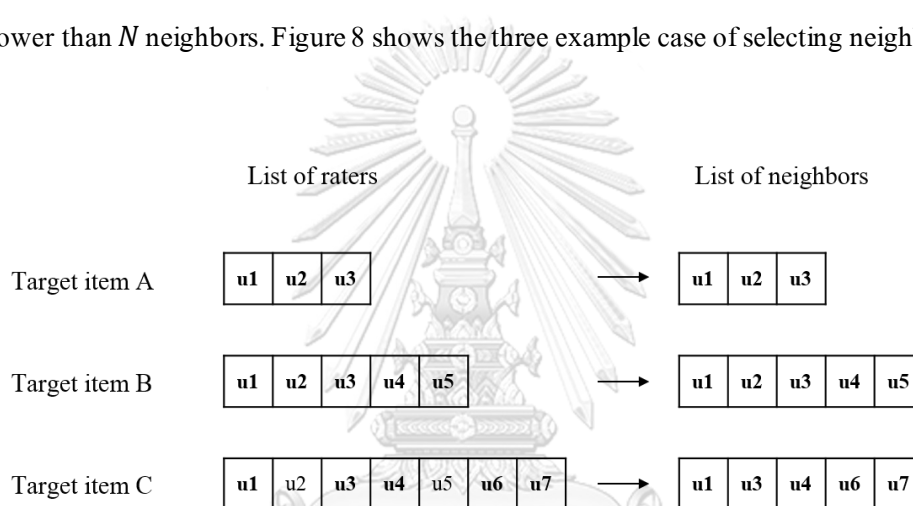 ower than N neighbors. Figure 8 shows the three example case of selecting neigh
List of raters List of neighbors
Target item A u1 u2 u3 u1 u2 u3
Target item B u1 u2 u3 u4 u5 u1 u2 u3 u4 u5
Target item C u1 u2 u3 u4 u5 u6 u7 u1 u3 u4 u6 u7